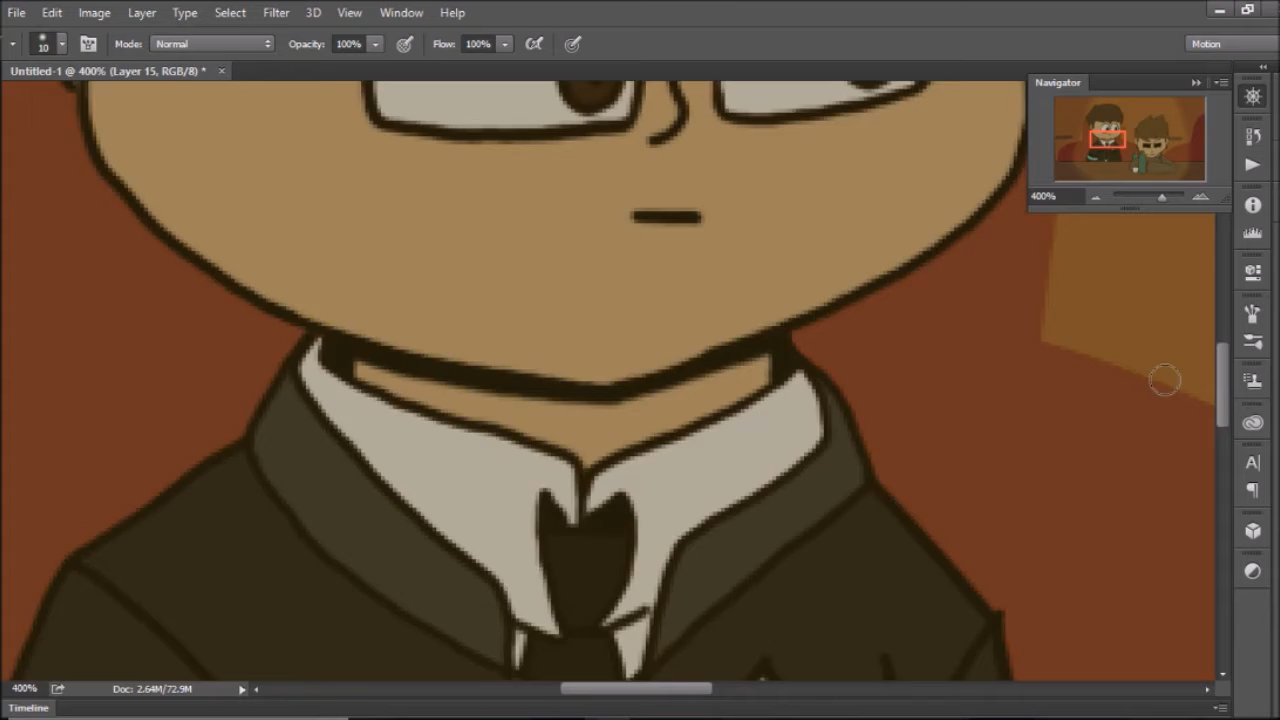 File Edit Image Layer Type Select Filter 3D View Window Help
10 Mode: Normal Opacity: 100% Flow: 100% Motion
Untitled-1 @ 400% (Layer 15, RGB/8) * ×
Navigator
400%
400% Doc: 2.64M/72.9M
Timeline